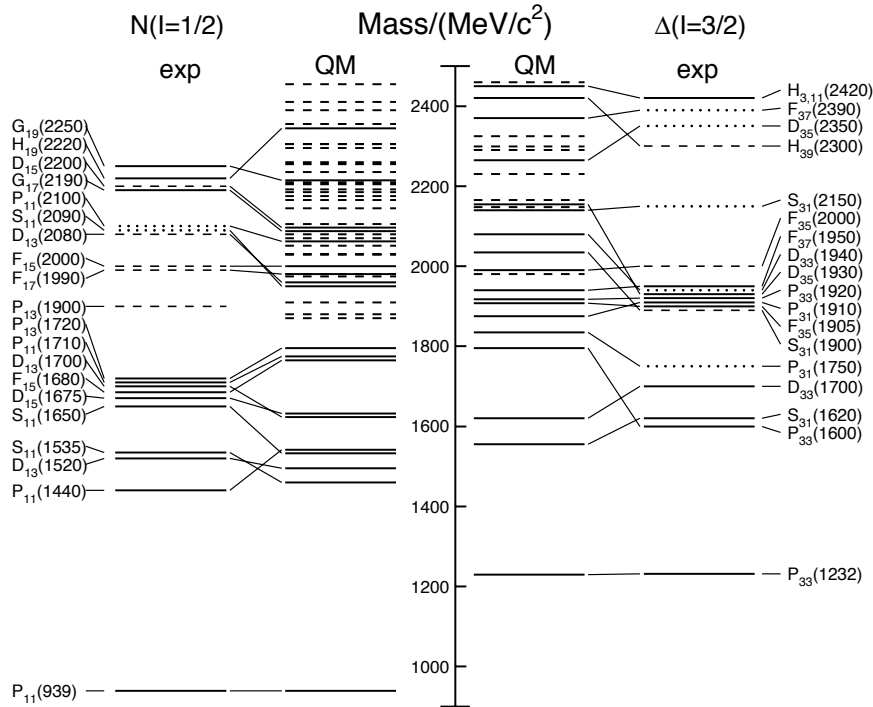 N(I=1/2) Mass/(MeV/c²) Δ(I=3/2)
exp QM QM exp
G₁₉(2250)
H₁₉(2220)
D₁₅(2200)
G₁₇(2190)
P₁₁(2100)
S₁₁(2090)
D₁₃(2080)
F₁₅(2000)
F₁₇(1990)
P₁₃(1900)
P₁₃(1720)
P₁₁(1710)
D₁₃(1700)
F₁₅(1680)
D₁₅(1675)
S₁₁(1650)
S₁₁(1535)
D₁₃(1520)
P₁₁(1440)
P₁₁(939)
2400
2200
2000
1800
1600
1400
1200
1000
H₃,₁₁(2420)
F₃₇(2390)
D₃₅(2350)
H₃₉(2300)
S₃₁(2150)
F₃₅(2000)
F₃₇(1950)
D₃₃(1940)
D₃₅(1930)
P₃₃(1920)
P₃₁(1910)
F₃₅(1905)
S₃₁(1900)
P₃₁(1750)
D₃₃(1700)
S₃₁(1620)
P₃₃(1600)
P₃₃(1232)